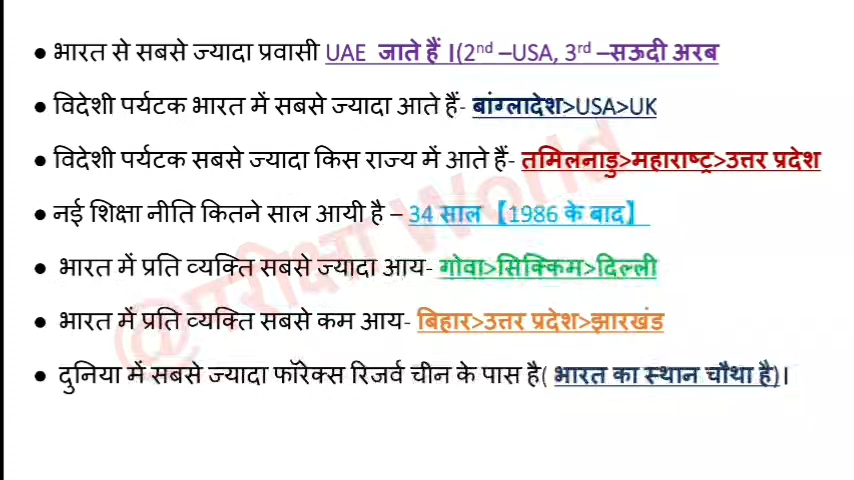 ● भारत से सबसे ज्यादा प्रवासी UAE जाते हैं ।(2nd –USA, 3rd –सऊदी अरब
● विदेशी पर्यटक भारत में सबसे ज्यादा आते हैं- बांग्लादेश>USA>UK
● विदेशी पर्यटक सबसे ज्यादा किस राज्य में आते हैं- तमिलनाडु>महाराष्ट्र>उत्तर प्रदेश
● नई शिक्षा नीति कितने साल आयी है – 34 साल【1986 के बाद】
● भारत में प्रति व्यक्ति सबसे ज्यादा आय- गोवा>सिक्किम>दिल्ली
● भारत में प्रति व्यक्ति सबसे कम आय- बिहार>उत्तर प्रदेश>झारखंड
● दुनिया में सबसे ज्यादा फॉरेक्स रिजर्व चीन के पास है( भारत का स्थान चौथा है)।
@परीक्षा World